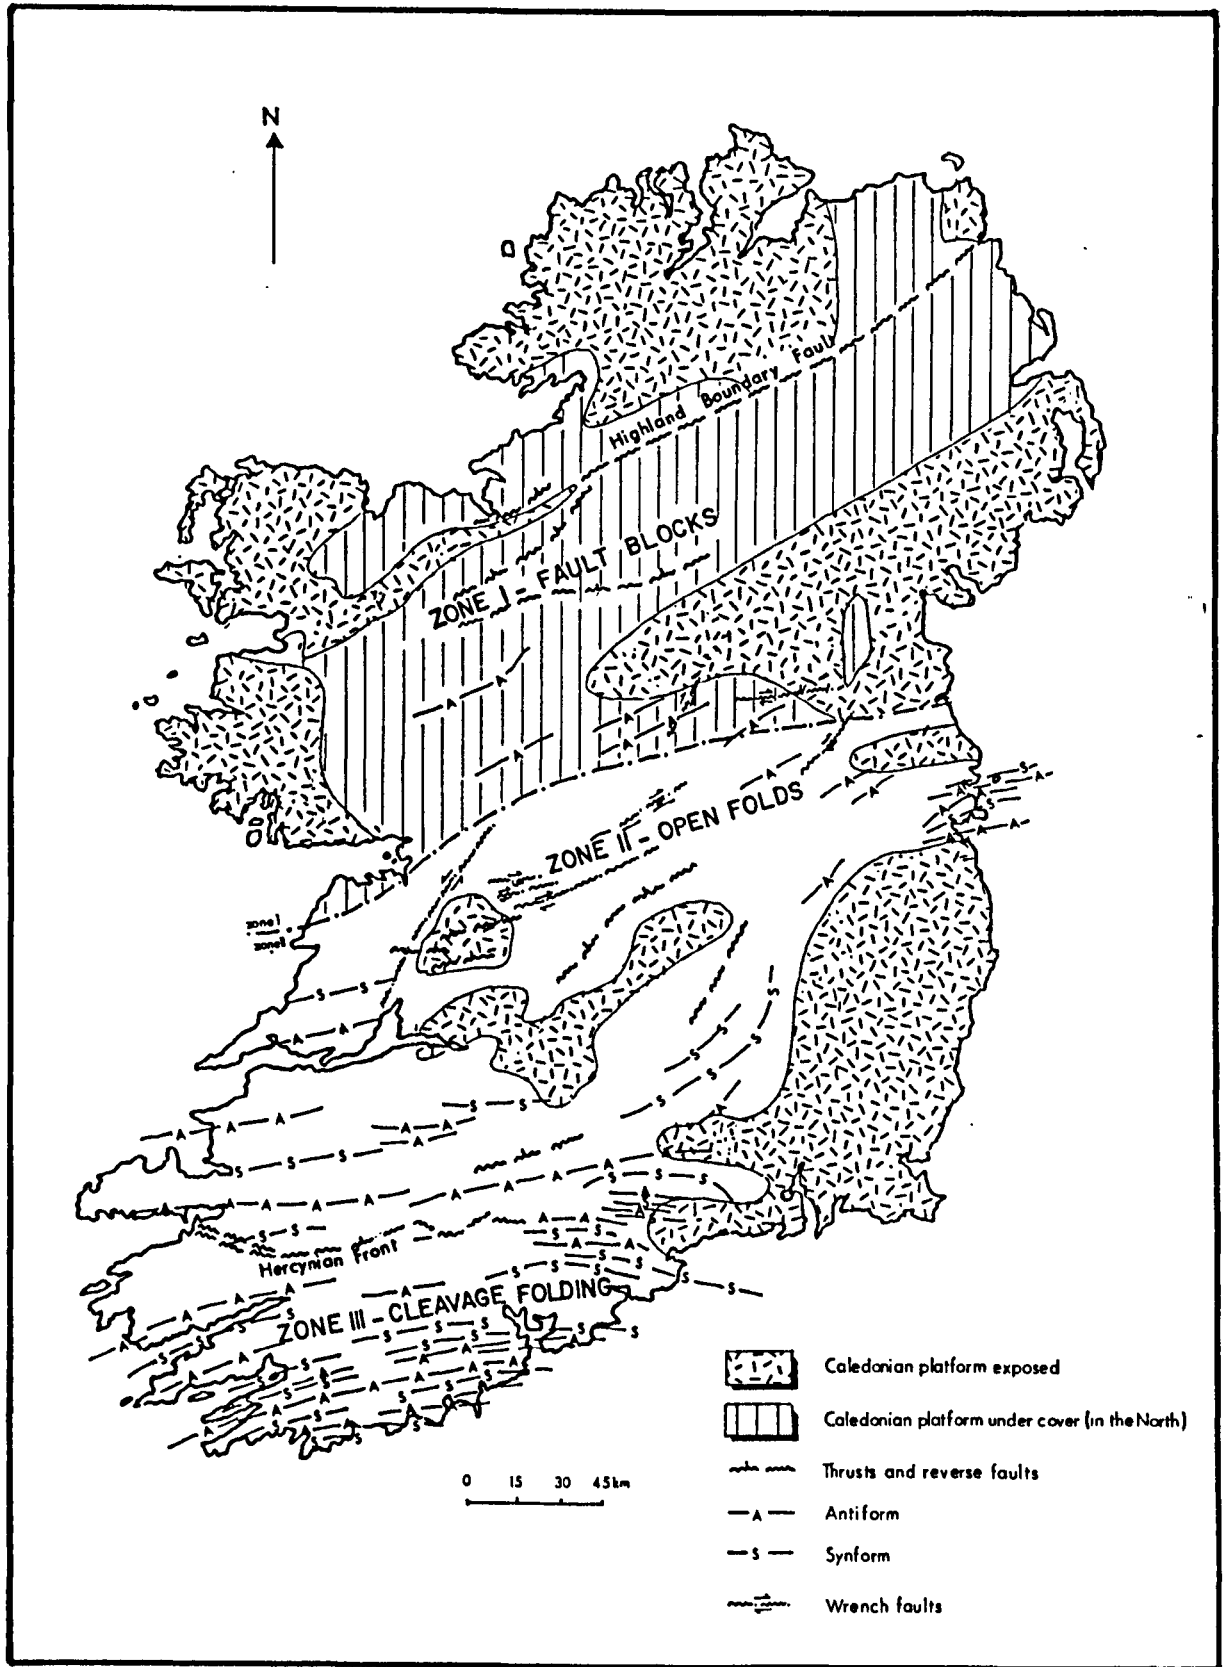 N
Highland Boundary Fault
ZONE I - FAULT BLOCKS
ZONE II - OPEN FOLDS
zone I
zone II
Hercynian Front
ZONE III - CLEAVAGE FOLDING
Caledonian platform exposed
Caledonian platform under cover (in the North)
Thrusts and reverse faults
A Antiform
S Synform
Wrench faults
0 15 30 45km